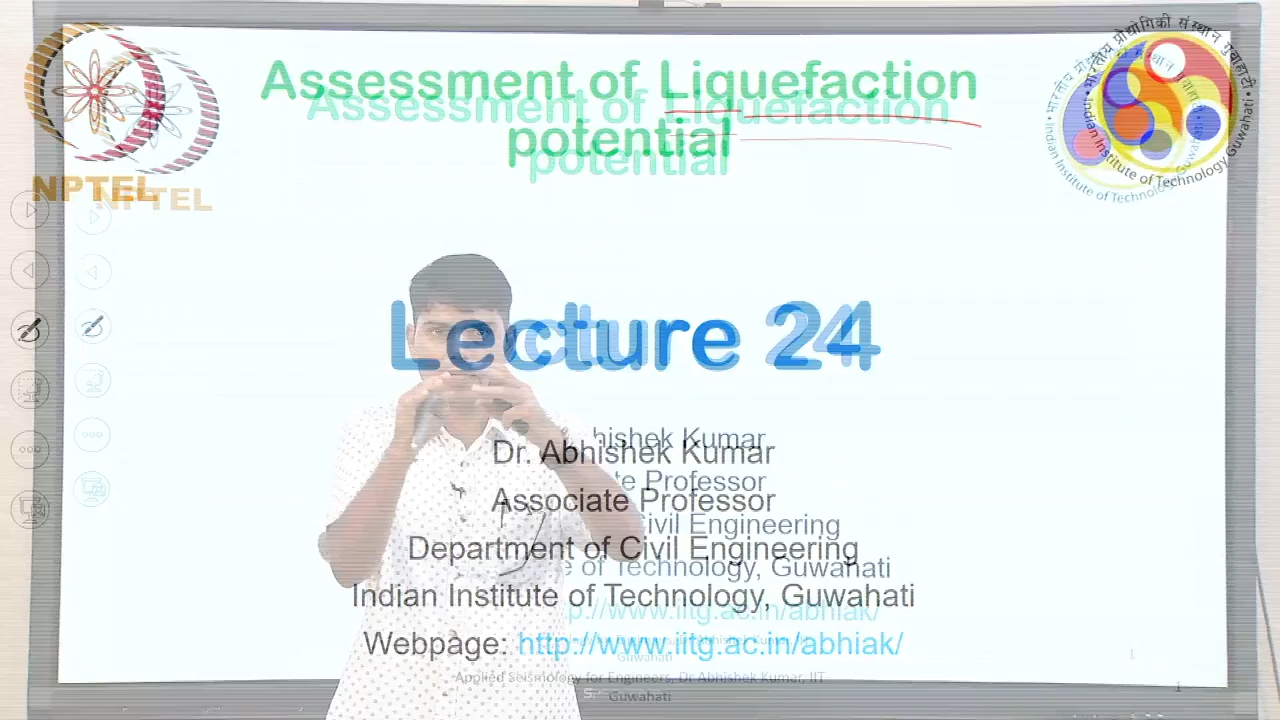 Assessment of Liquefaction
potential
NPTEL
भारतीय प्रौद्योगिकी संस्थान गुवाहाटी
Indian Institute of Technology Guwahati
Lecture 24
Dr. Abhishek Kumar
Associate Professor
Department of Civil Engineering
Indian Institute of Technology, Guwahati
Webpage: http://www.iitg.ac.in/abhiak/
Applied Seismology for Engineers, Dr Abhishek Kumar, IIT
Guwahati
1